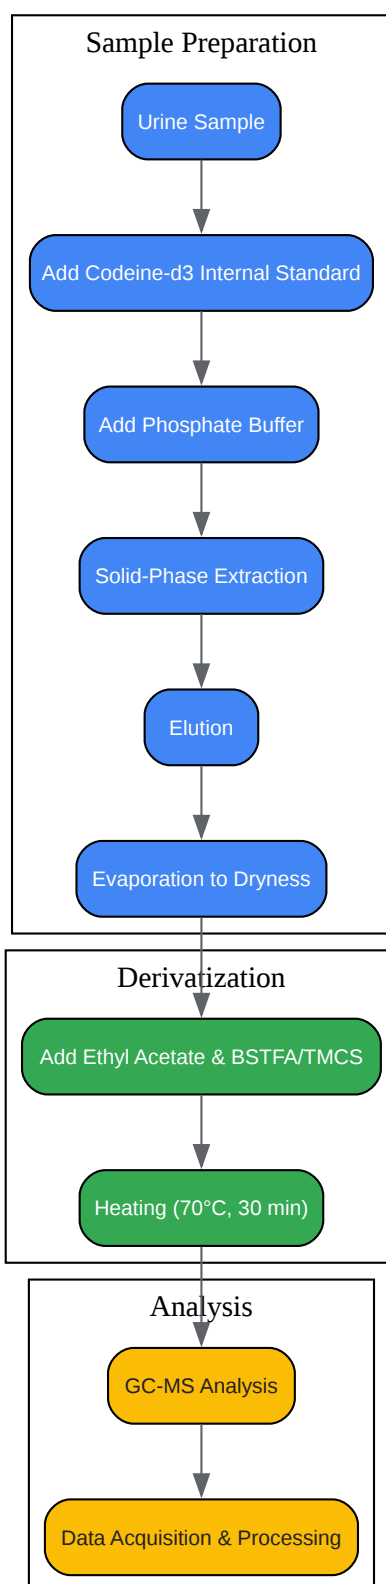 Sample Preparation
Urine Sample
Add Codeine-d3 Internal Standard
Add Phosphate Buffer
Solid-Phase Extraction
Elution
Evaporation to Dryness
Derivatization
Add Ethyl Acetate & BSTFA/TMCS
Heating (70°C, 30 min)
Analysis
GC-MS Analysis
Data Acquisition & Processing